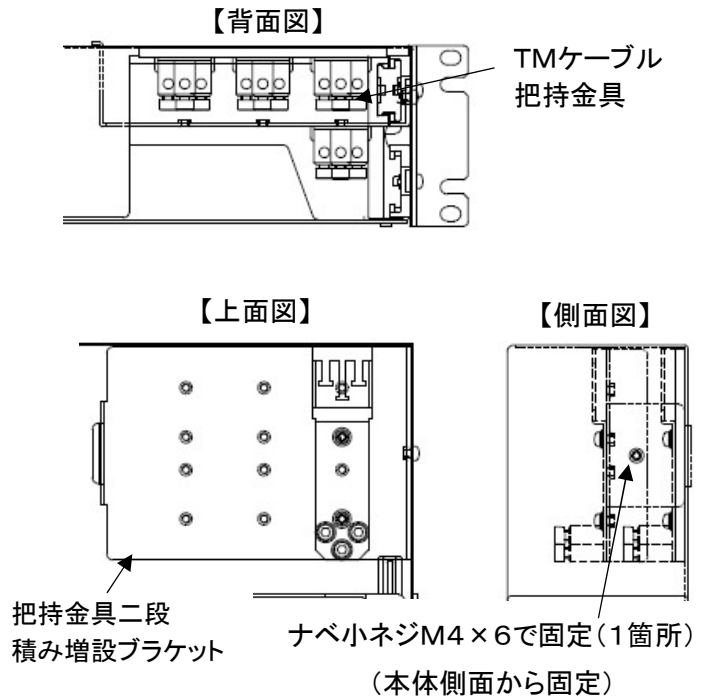 【背面図】
TMケーブル
把持金具
【上面図】
【側面図】
把持金具二段
積み増設ブラケット
ナベ小ネジM4×6で固定(1箇所)
(本体側面から固定)